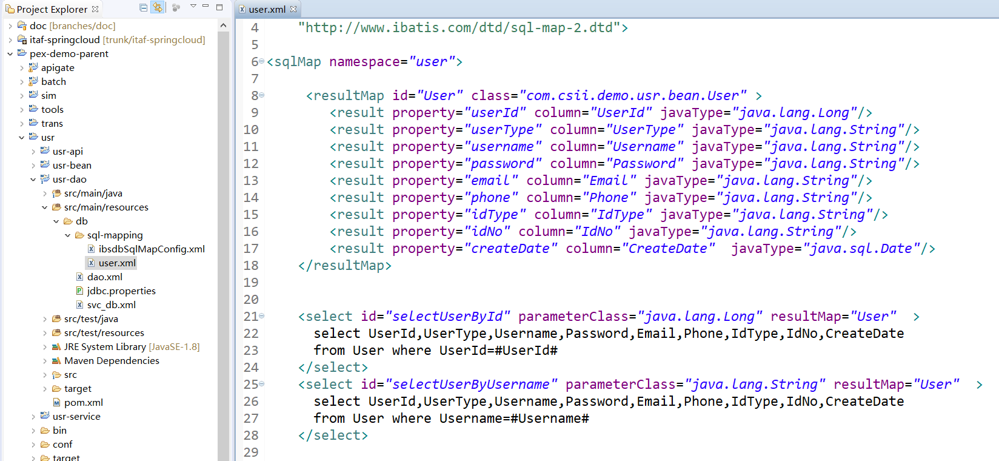 Project Explorer
doc [branches/doc]
itaf-springcloud [trunk/itaf-springcloud]
pex-demo-parent
apigate
batch
sim
tools
trans
usr
usr-api
usr-bean
usr-dao
src/main/java
src/main/resources
db
sql-mapping
ibsdbSqlMapConfig.xml
user.xml
dao.xml
jdbc.properties
svc_db.xml
src/test/java
src/test/resources
JRE System Library [JavaSE-1.8]
Maven Dependencies
src
target
pom.xml
usr-service
bin
conf
target
user.xml
4 "http://www.ibatis.com/dtd/sql-map-2.dtd">
5
6 <sqlMap namespace="user">
7
8 <resultMap id="User" class="com.csii.demo.usr.bean.User" >
9 <result property="userId" column="UserId" javaType="java.lang.Long"/>
10 <result property="userType" column="UserType" javaType="java.lang.String"/>
11 <result property="username" column="Username" javaType="java.lang.String"/>
12 <result property="password" column="Password" javaType="java.lang.String"/>
13 <result property="email" column="Email" javaType="java.lang.String"/>
14 <result property="phone" column="Phone" javaType="java.lang.String"/>
15 <result property="idType" column="IdType" javaType="java.lang.String"/>
16 <result property="idNo" column="IdNo" javaType="java.lang.String"/>
17 <result property="createDate" column="CreateDate"  javaType="java.sql.Date"/>
18 </resultMap>
19
20
21 <select id="selectUserById" parameterClass="java.lang.Long" resultMap="User"  >
22 select UserId,UserType,Username,Password,Email,Phone,IdType,IdNo,CreateDate
23 from User where UserId=#UserId#
24 </select>
25 <select id="selectUserByUsername" parameterClass="java.lang.String" resultMap="User"  >
26 select UserId,UserType,Username,Password,Email,Phone,IdType,IdNo,CreateDate
27 from User where Username=#Username#
28 </select>
29